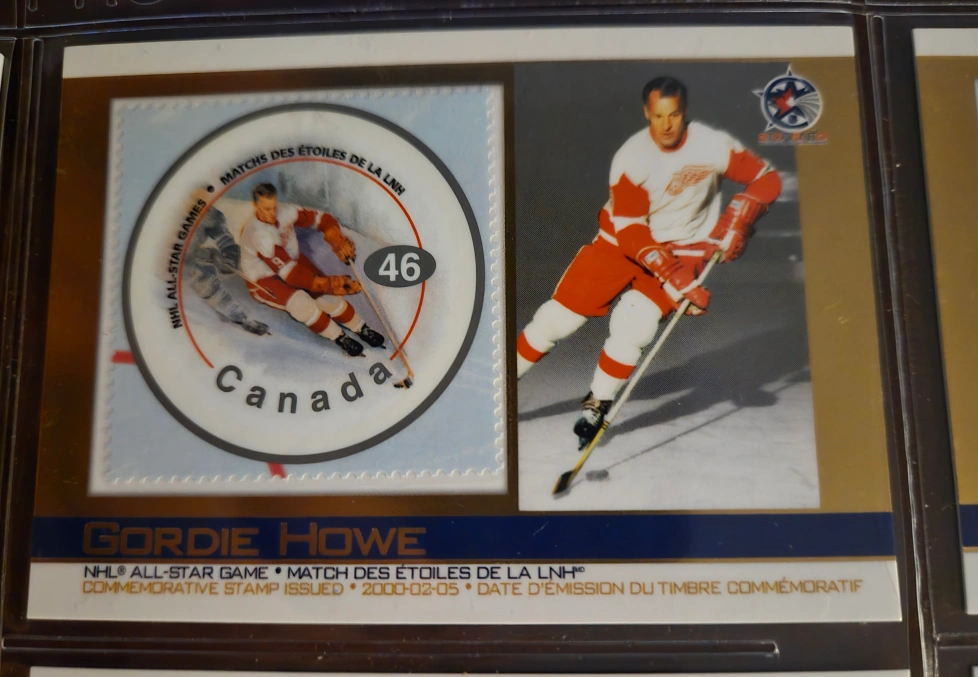 NHL ALL-STAR GAMES • MATCHS DES ÉTOILES DE LA LNH
46
Canada
GORDIE HOWE
NHL® ALL-STAR GAME • MATCH DES ÉTOILES DE LA LNHMD
COMMEMORATIVE STAMP ISSUED • 2000-02-05 • DATE D'ÉMISSION DU TIMBRE COMMÉMORATIF